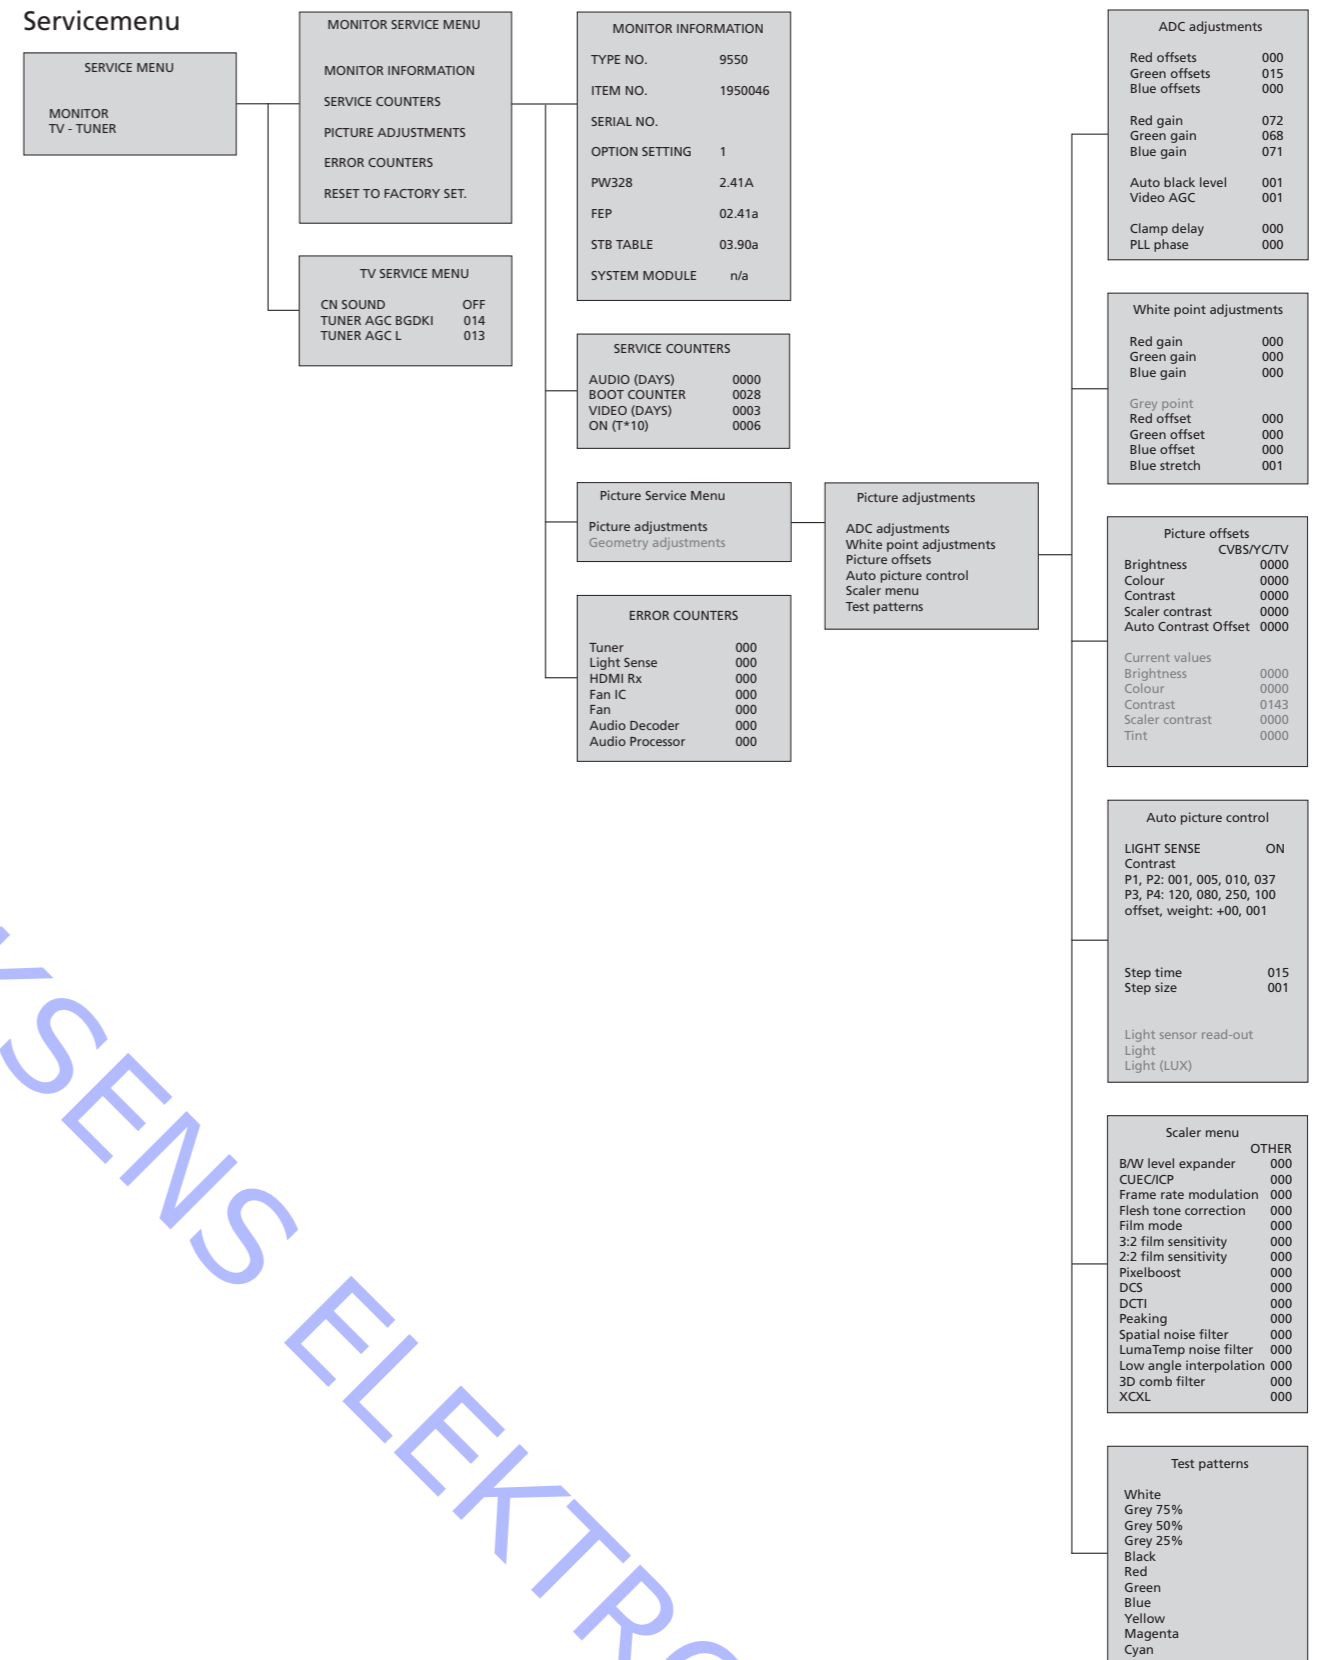 Servicemenu
SERVICE MENU
MONITOR
TV - TUNER
MONITOR SERVICE MENU
MONITOR INFORMATION
SERVICE COUNTERS
PICTURE ADJUSTMENTS
ERROR COUNTERS
RESET TO FACTORY SET.
TV SERVICE MENU
CN SOUND OFF
TUNER AGC BGDKI 014
TUNER AGC L 013
MONITOR INFORMATION
TYPE NO. 9550
ITEM NO. 1950046
SERIAL NO.
OPTION SETTING 1
PW328 2.41A
FEP 02.41a
STB TABLE 03.90a
SYSTEM MODULE n/a
SERVICE COUNTERS
AUDIO (DAYS) 0000
BOOT COUNTER 0028
VIDEO (DAYS) 0003
ON (T*10) 0006
Picture Service Menu
Picture adjustments
Geometry adjustments
ERROR COUNTERS
Tuner 000
Light Sense 000
HDMI Rx 000
Fan IC 000
Fan 000
Audio Decoder 000
Audio Processor 000
Picture adjustments
ADC adjustments
White point adjustments
Picture offsets
Auto picture control
Scaler menu
Test patterns
ADC adjustments
Red offsets 000
Green offsets 015
Blue offsets 000
Red gain 072
Green gain 068
Blue gain 071
Auto black level 001
Video AGC 001
Clamp delay 000
PLL phase 000
White point adjustments
Red gain 000
Green gain 000
Blue gain 000
Grey point
Red offset 000
Green offset 000
Blue offset 000
Blue stretch 001
Picture offsets
CVBS/YC/TV
Brightness 0000
Colour 0000
Contrast 0000
Scaler contrast 0000
Auto Contrast Offset 0000
Current values
Brightness 0000
Colour 0000
Contrast 0143
Scaler contrast 0000
Tint 0000
Auto picture control
LIGHT SENSE ON
Contrast
P1, P2: 001, 005, 010, 037
P3, P4: 120, 080, 250, 100
offset, weight: +00, 001
Step time 015
Step size 001
Light sensor read-out
Light
Light (LUX)
Scaler menu
OTHER
B/W level expander 000
CUEC/ICP 000
Frame rate modulation 000
Flesh tone correction 000
Film mode 000
3:2 film sensitivity 000
2:2 film sensitivity 000
Pixelboost 000
DCS 000
DCTI 000
Peaking 000
Spatial noise filter 000
LumaTemp noise filter 000
Low angle interpolation 000
3D comb filter 000
XCXL 000
Test patterns
White
Grey 75%
Grey 50%
Grey 25%
Black
Red
Green
Blue
Yellow
Magenta
Cyan